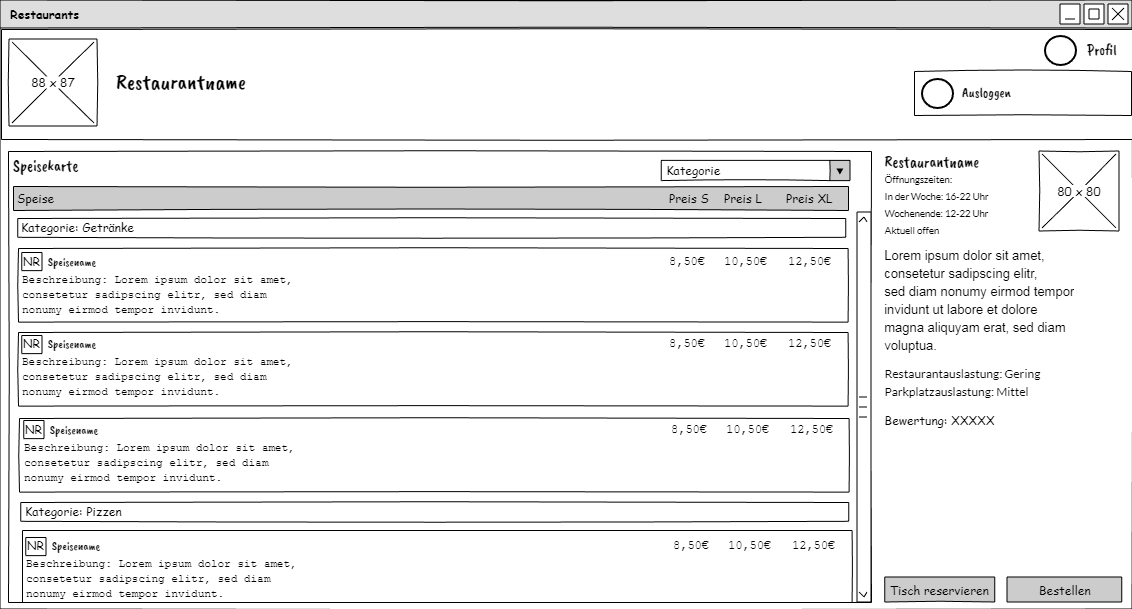 Restaurants
88 x 87
Restaurantname
Profil
Ausloggen
Speisekarte
Kategorie
Speise Preis S Preis L Preis XL
Kategorie: Getränke
NR Speisename 8,50€ 10,50€ 12,50€
Beschreibung: Lorem ipsum dolor sit amet,
consetetur sadipscing elitr, sed diam
nonumy eirmod tempor invidunt.
NR Speisename 8,50€ 10,50€ 12,50€
Beschreibung: Lorem ipsum dolor sit amet,
consetetur sadipscing elitr, sed diam
nonumy eirmod tempor invidunt.
NR Speisename 8,50€ 10,50€ 12,50€
Beschreibung: Lorem ipsum dolor sit amet,
consetetur sadipscing elitr, sed diam
nonumy eirmod tempor invidunt.
Kategorie: Pizzen
NR Speisename 8,50€ 10,50€ 12,50€
Beschreibung: Lorem ipsum dolor sit amet,
consetetur sadipscing elitr, sed diam
nonumy eirmod tempor invidunt.
Restaurantname
Öffnungszeiten:
In der Woche: 16-22 Uhr
Wochenende: 12-22 Uhr
Aktuell offen
80 x 80
Lorem ipsum dolor sit amet,
consetetur sadipscing elitr,
sed diam nonumy eirmod tempor
invidunt ut labore et dolore
magna aliquyam erat, sed diam
voluptua.
Restaurantauslastung: Gering
Parkplatzauslastung: Mittel
Bewertung: XXXXX
Tisch reservieren
Bestellen